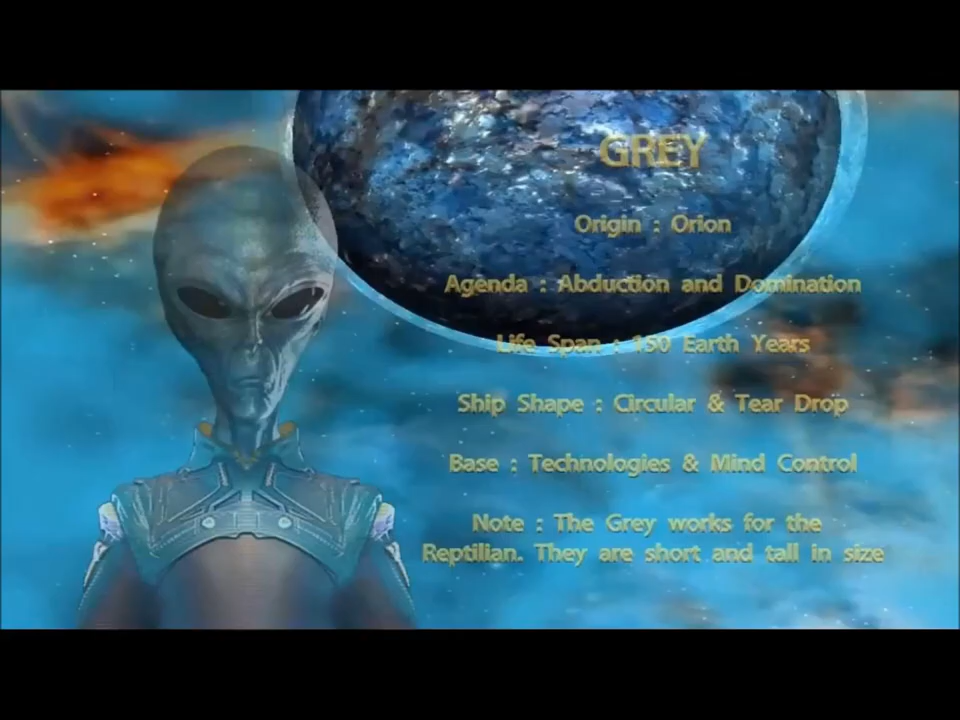 GREY
Origin : Orion
Agenda : Abduction and Domination
Life Span : 150 Earth Years
Ship Shape : Circular & Tear Drop
Base : Technologies & Mind Control
Note : The Grey works for the
Reptilian. They are short and tall in size